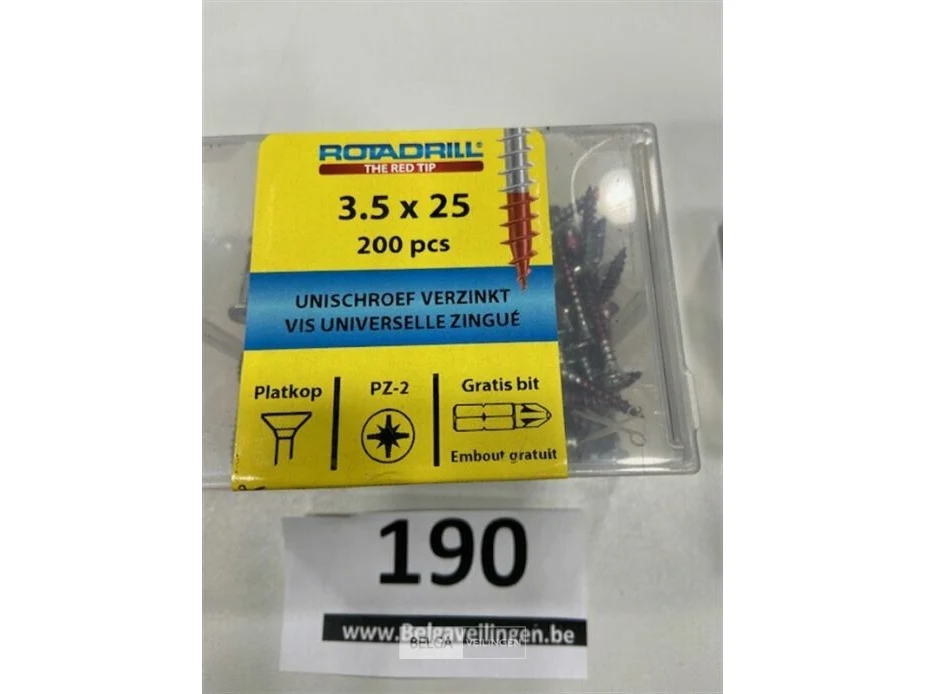 ROTADRILL
THE RED TIP
3.5 x 25
200 pcs
UNISCHROEF VERZINKT
VIS UNIVERSELLE ZINGUÉ
Platkop
PZ-2
Gratis bit
Embout gratuit
190
www.Belgaveilingen.be
BELGA VEILINGEN